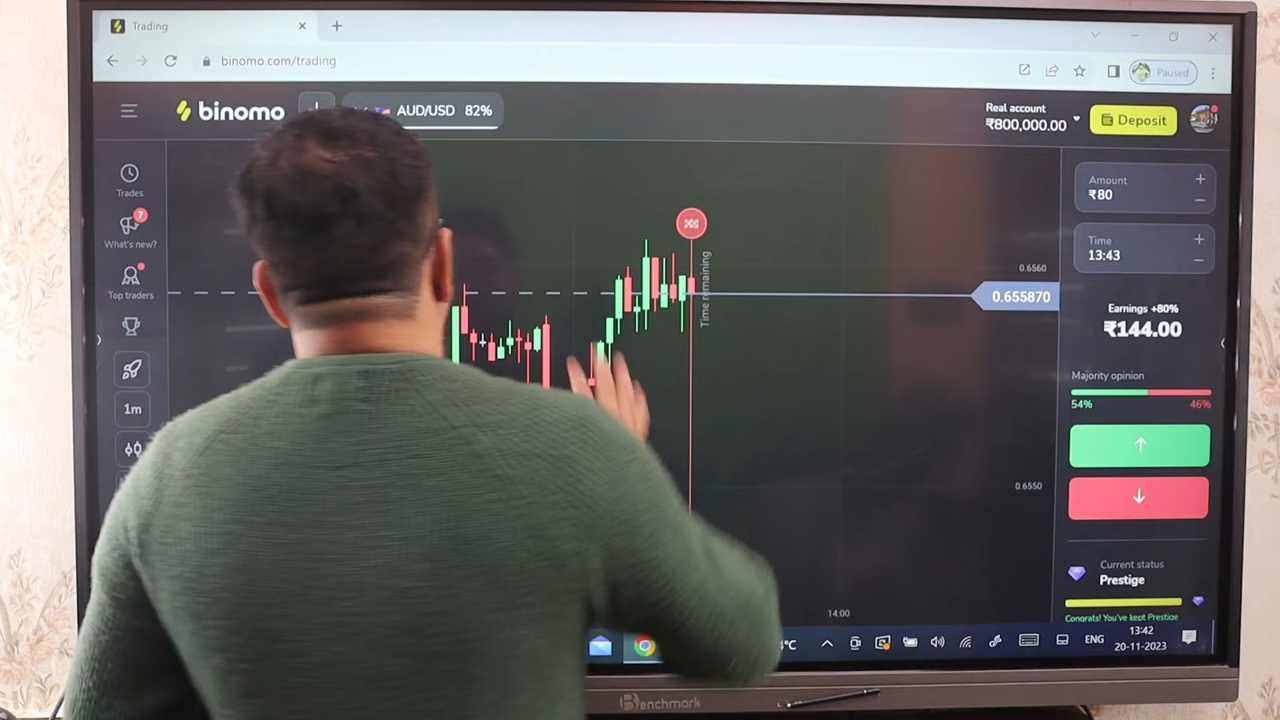 Trading
binomo.com/trading
Paused
binomo
AUD/USD 82%
Real account
₹800,000.00
Deposit
Trades
7
What's new?
Top traders
1m
Time remaining
0.6560
0.655870
0.6550
14:00
Amount
₹80
Time
13:43
Earnings +80%
₹144.00
Majority opinion
54% 46%
Current status
Prestige
Congrats! You've kept Prestige
ENG
13:42
20-11-2023
Benchmark